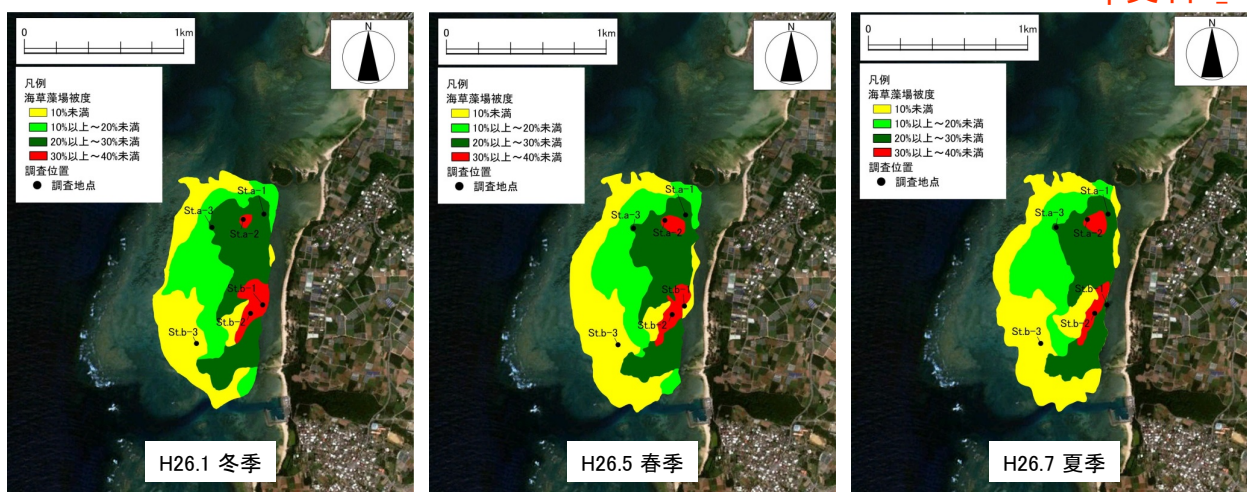 0 1km
N
凡例
海草藻場被度
10%未満
10%以上~20%未満
20%以上~30%未満
30%以上~40%未満
調査位置
調査地点
St.a-1
St.a-3
St.a-2
St.b-1
St.b-2
St.b-3
H26.1 冬季
0 1km
N
凡例
海草藻場被度
10%未満
10%以上~20%未満
20%以上~30%未満
30%以上~40%未満
調査位置
調査地点
St.a-1
St.a-3
St.a-2
St.b-1
St.b-2
St.b-3
H26.5 春季
0 1km
N
凡例
海草藻場被度
10%未満
10%以上~20%未満
20%以上~30%未満
30%以上~40%未満
調査位置
調査地点
St.a-1
St.a-3
St.a-2
St.b-1
St.b-2
St.b-3
H26.7 夏季